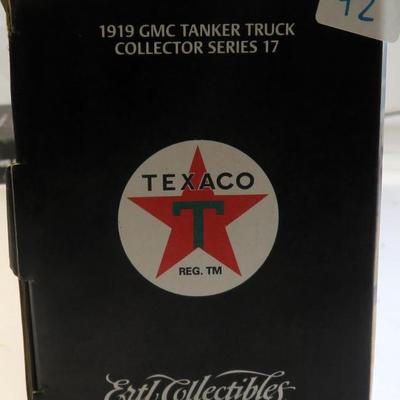 42
1919 GMC TANKER TRUCK
COLLECTOR SERIES 17
TEXACO
T
REG. TM
Ertl Collectibles